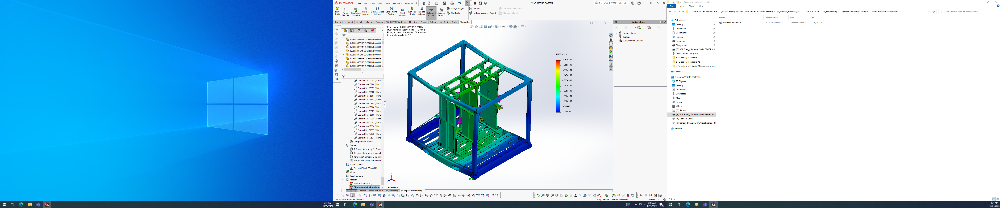 8:31 AM
10/25/2023
SOLIDWORKS
File Edit View Insert Tools Simulation Window
1V2bFLBRFEMFLOORFEM *
Search SOLIDWORKS Help
New Study
Apply Material
Simulation Evaluator
Fixtures Advisor
External Loads Advisor
Connections Advisor
Shell Manager
Run This Study
Results Advisor
Deformed Result
Compare Results
Design Insight
Plot Tools
Report
Include Image for Report
Offloaded Simulation
Manage Network
Assembly Layout Sketch Markup Evaluate SOLIDWORKS Add-Ins Electrical Piping Tubing User Defined Route Simulation
1V2bFLBRFEMFLOORFEMP000009(
1V2bFLBRFEMFLOORFEMP000009(
1V2bFLBRFEMFLOORFEMP000009(
1V2bFLBRFEMFLOORFEMP000009(
1V2bFLBRFEMFLOORFEMP000009(
1V2bFLBRFEMFLOORFEMFORKLIF
1V2bFLBRFEMFLOORFEMP000009(
1V2bFLBRFEMFLOORFEMP000009(
Contact Set-15285 (-Bond
Contact Set-15286 (-Bond
Contact Set-15979 (-Bond
Contact Set-15980 (-Bond
Contact Set-15981 (-Bond
Contact Set-15982 (-Bond
Contact Set-15983 (-Bond
Contact Set-15984 (-Bond
Contact Set-15985 (-Bond
Contact Set-15986 (-Bond
Contact Set-17234 (-Bond
Contact Set-17235 (-Bond
Contact Set-17534 (-Bond
Contact Set-17535 (-Bond
Contact Set-17536 (-Bond
Contact Set-17537 (-Bond
Component Contacts
Fixtures
Reference Geometry-1 (:0 mm
Reference Geometry-2 (:variab
Reference Geometry-3 (:0 mm
Virtual wall-3473 (-Virtual Wall
External Loads
Force-4 (:Total: 85,000 N:)
Mesh
Result Options
Results
Stress1 (-vonMises-)
Displacement1 (-Res disp-)
Model Motion Study 1 Noodstop Impact from lifting
Model name: 1V2bFLBRFEMFLOORFEM
Study name: Impact from lifting(-Default-)
Plot type: Static displacement Displacement1
Deformation scale: 37.057
URES (mm)
8.062e+00
7.255e+00
6.449e+00
5.643e+00
4.837e+00
4.031e+00
3.225e+00
2.418e+00
1.612e+00
8.062e-01
1.000e-10
*Isometric
Design Library
Design Library
Toolbox
SOLIDWORKS Content
SOLIDWORKS Premium 2020 SP5.0
Fully Defined Editing Assembly Custom
8:31 AM
10/25/2023
Word docs with screenshots
File Home Share View
Computer VES10D-007DT9S > (G:) VDL Energy Systems (\\VDLGROEP.local\VDLGROEP) > 03_Projects_Business_Dev > 00056 e-PU10 V3 > 04_Engineering > 05) Mechanical stress analysis > Word docs with screenshots
Search Word docs with screenshots
Name Date modified Type Size
trekstang noodstop 10/16/2023 4:48 PM Microsoft Word D... 6,029 KB
Quick access
Desktop
Downloads
Documents
Pictures
Production
Playground
(G:) VDL Energy Systems (\\VDLGROEP.l
Client Connection panel
e-Pu battery rack brake
e-Pu battery rack brake V2
e-Pu battery rack brake V3 (aanpassing vloe
OneDrive
Computer VES10D-007DT9S
3D Objects
Desktop
Documents
Downloads
Music
Pictures
Videos
(C:) System
(G:) VDL Energy Systems (\\VDLGROEP.loca
(P:) Network Drive
(X:) transport (\\VDLGROEP.local\transport)
Network
1 item
8:31 AM
10/25/2023